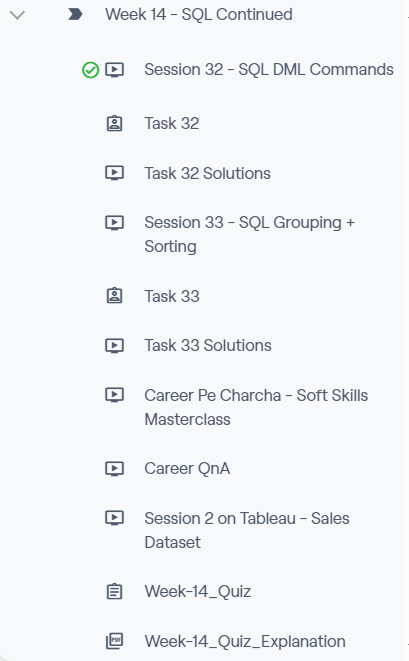 Week 14 - SQL Continued
Session 32 - SQL DML Commands
Task 32
Task 32 Solutions
Session 33 - SQL Grouping +
Sorting
Task 33
Task 33 Solutions
Career Pe Charcha - Soft Skills
Masterclass
Career QnA
Session 2 on Tableau - Sales
Dataset
Week-14_Quiz
PDF
Week-14_Quiz_Explanation